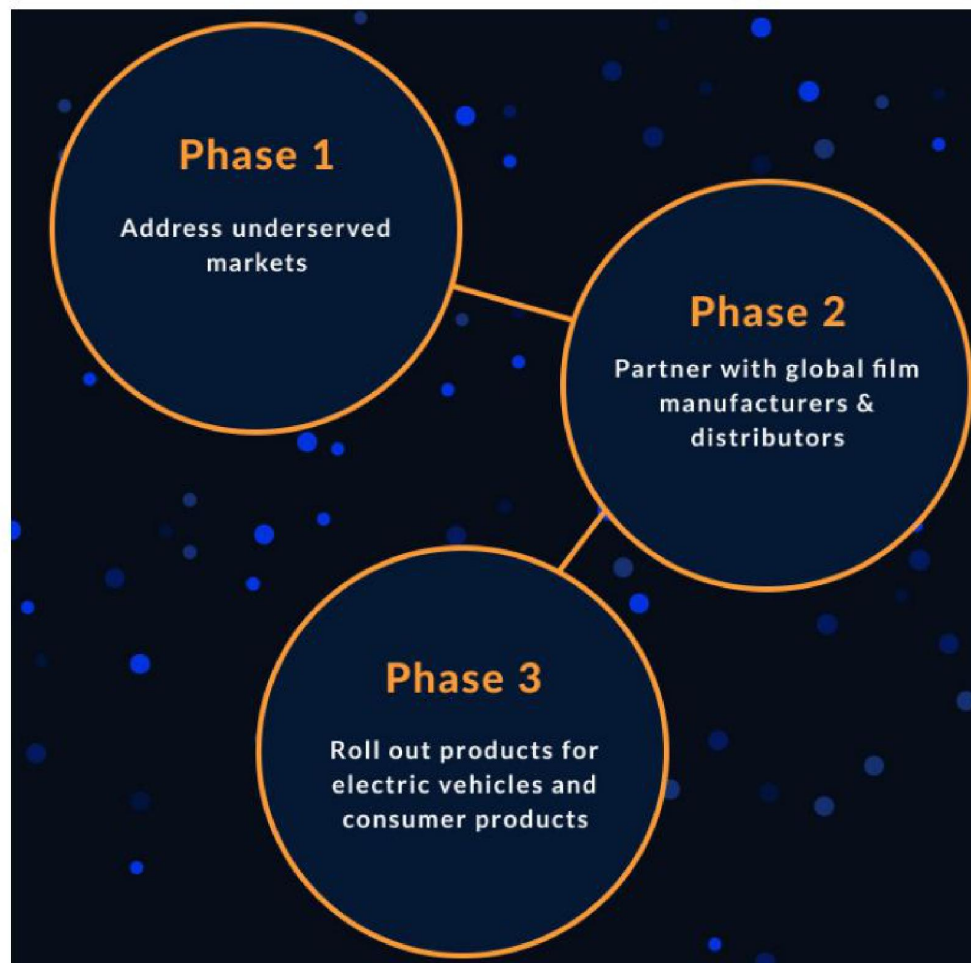 Phase 1
Address underserved
markets
Phase 2
Partner with global film
manufacturers &
distributors
Phase 3
Roll out products for
electric vehicles and
consumer products